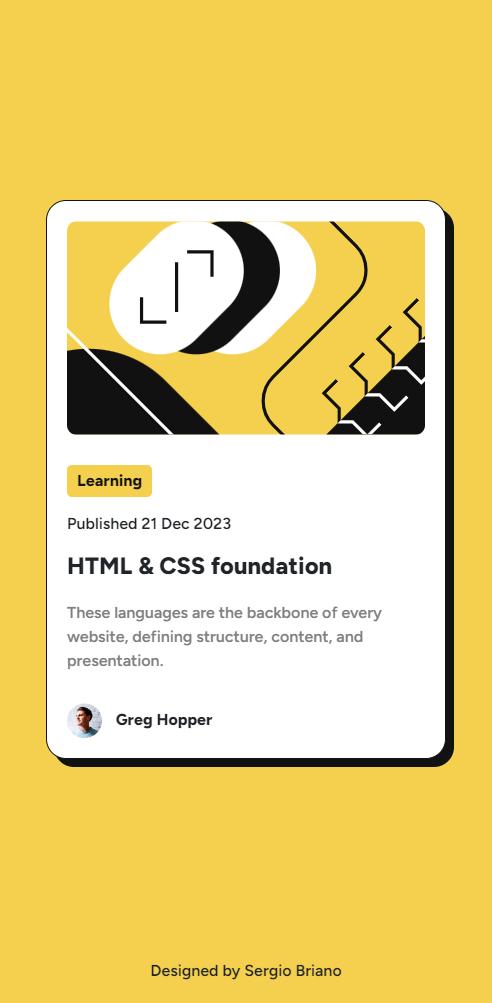 Learning
Published 21 Dec 2023
HTML & CSS foundation
These languages are the backbone of every
website, defining structure, content, and
presentation.
Greg Hopper
Designed by Sergio Briano